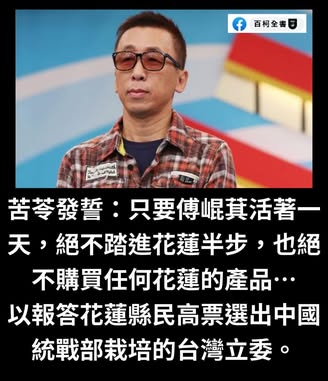 百柯全書
苦苓發誓：只要傅崐萁活著一
天，絕不踏進花蓮半步，也絕
不購買任何花蓮的產品⋯
以報答花蓮縣民高票選出中國
統戰部栽培的台灣立委。